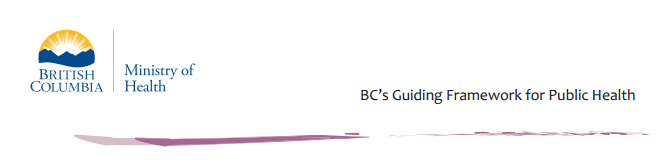 BRITISH
COLUMBIA
Ministry of
Health
BC's Guiding Framework for Public Health